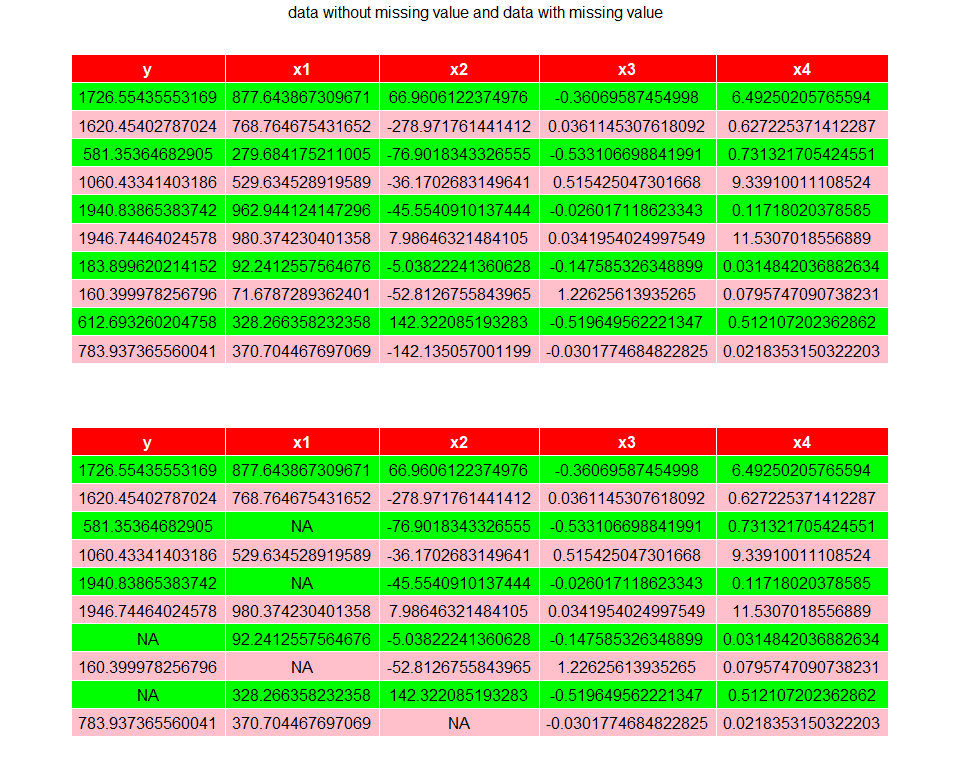 data without missing value and data with missing value
y x1 x2 x3 x4
1726.55435553169 877.643867309671 66.9606122374976 -0.36069587454998 6.49250205765594
1620.45402787024 768.764675431652 -278.971761441412 0.0361145307618092 0.627225371412287
581.35364682905 279.684175211005 -76.9018343326555 -0.533106698841991 0.731321705424551
1060.43341403186 529.634528919589 -36.1702683149641 0.515425047301668 9.33910011108524
1940.83865383742 962.944124147296 -45.5540910137444 -0.026017118623343 0.11718020378585
1946.74464024578 980.374230401358 7.98646321484105 0.0341954024997549 11.5307018556889
183.899620214152 92.2412557564676 -5.03822241360628 -0.147585326348899 0.0314842036882634
160.399978256796 71.6787289362401 -52.8126755843965 1.22625613935265 0.0795747090738231
612.693260204758 328.266358232358 142.322085193283 -0.519649562221347 0.512107202362862
783.937365560041 370.704467697069 -142.135057001199 -0.0301774684822825 0.0218353150322203
y x1 x2 x3 x4
1726.55435553169 877.643867309671 66.9606122374976 -0.36069587454998 6.49250205765594
1620.45402787024 768.764675431652 -278.971761441412 0.0361145307618092 0.627225371412287
581.35364682905 NA -76.9018343326555 -0.533106698841991 0.731321705424551
1060.43341403186 529.634528919589 -36.1702683149641 0.515425047301668 9.33910011108524
1940.83865383742 NA -45.5540910137444 -0.026017118623343 0.11718020378585
1946.74464024578 980.374230401358 7.98646321484105 0.0341954024997549 11.5307018556889
NA 92.2412557564676 -5.03822241360628 -0.147585326348899 0.0314842036882634
160.399978256796 NA -52.8126755843965 1.22625613935265 0.0795747090738231
NA 328.266358232358 142.322085193283 -0.519649562221347 0.512107202362862
783.937365560041 370.704467697069 NA -0.0301774684822825 0.0218353150322203